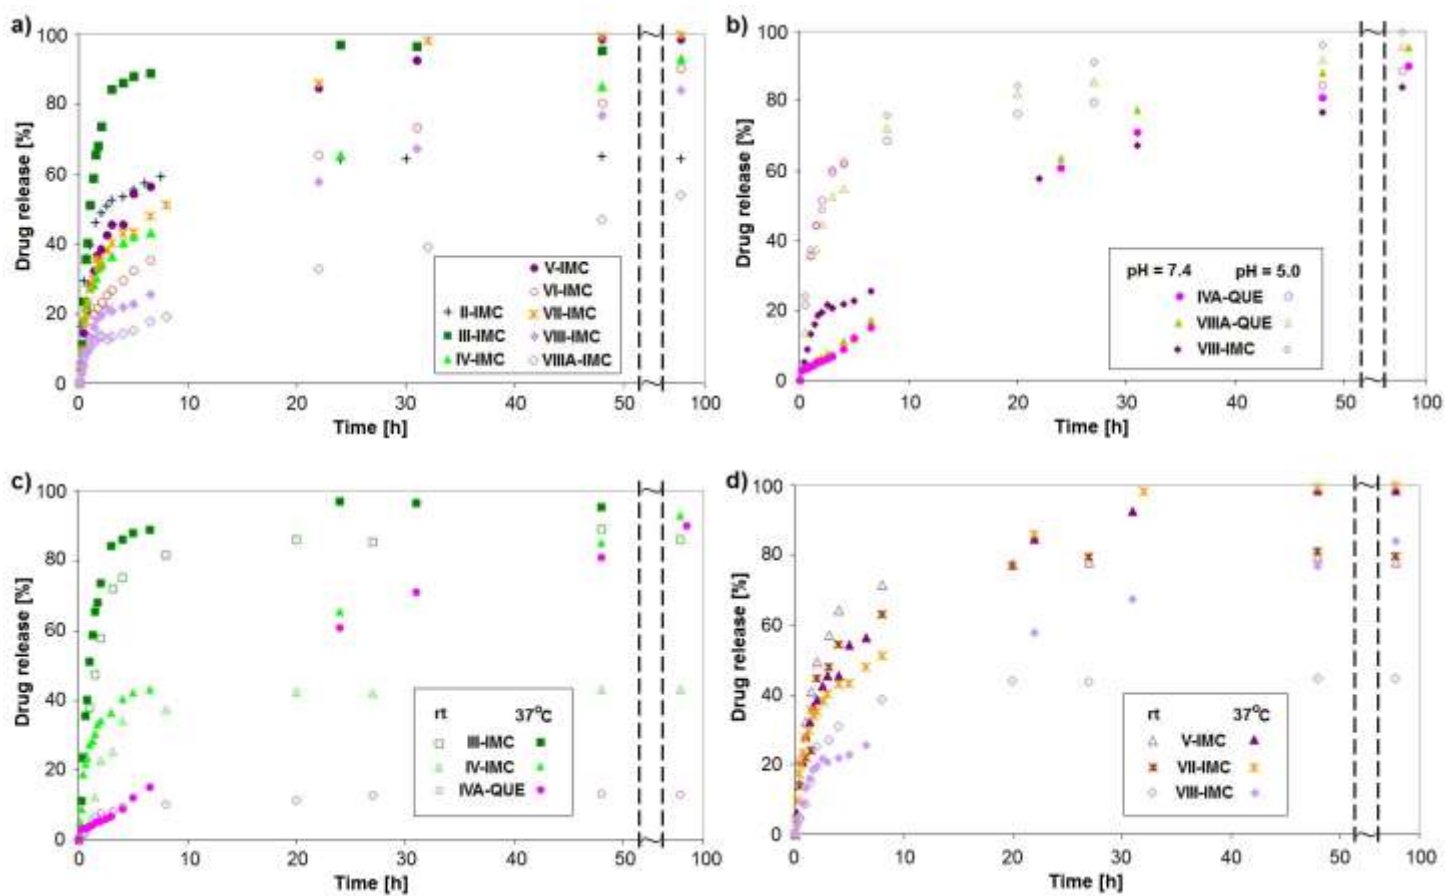 a)
100
80
60
40
20
0
Drug release [%]
V-IMC
VI-IMC
II-IMC VII-IMC
III-IMC VIII-IMC
IV-IMC VIIIA-IMC
0 10 20 30 40 50 100
Time [h]
b)
100
90
80
60
40
20
0
Drug release [%]
pH = 7.4 pH = 5.0
IVA-QUE
VIIIA-QUE
VIII-IMC
0 10 20 30 40 50 100
Time [h]
c)
100
80
60
40
20
0
Drug release [%]
rt 37°C
III-IMC
IV-IMC
IVA-QUE
0 10 20 30 40 50 100
Time [h]
d)
100
80
60
40
20
0
Drug release [%]
rt 37°C
V-IMC
VII-IMC
VIII-IMC
0 10 20 30 40 50 100
Time [h]